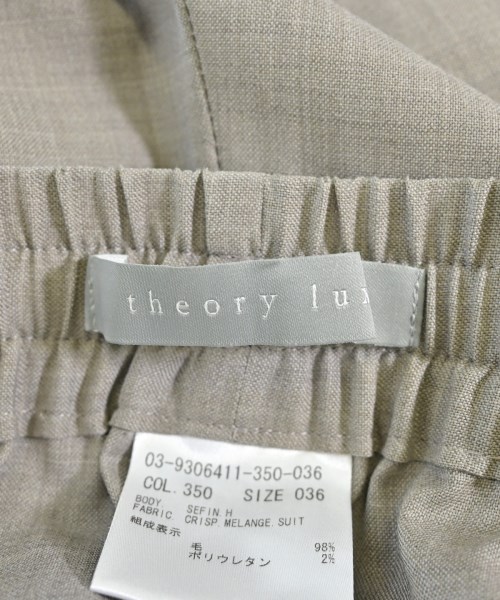 theory lux
03-9306411-350-036
COL. 350 SIZE 036
BODY SEFIN.H
FABRIC CRISP.MELANGE.SUIT
組成表示
毛 98%
ポリウレタン 2%